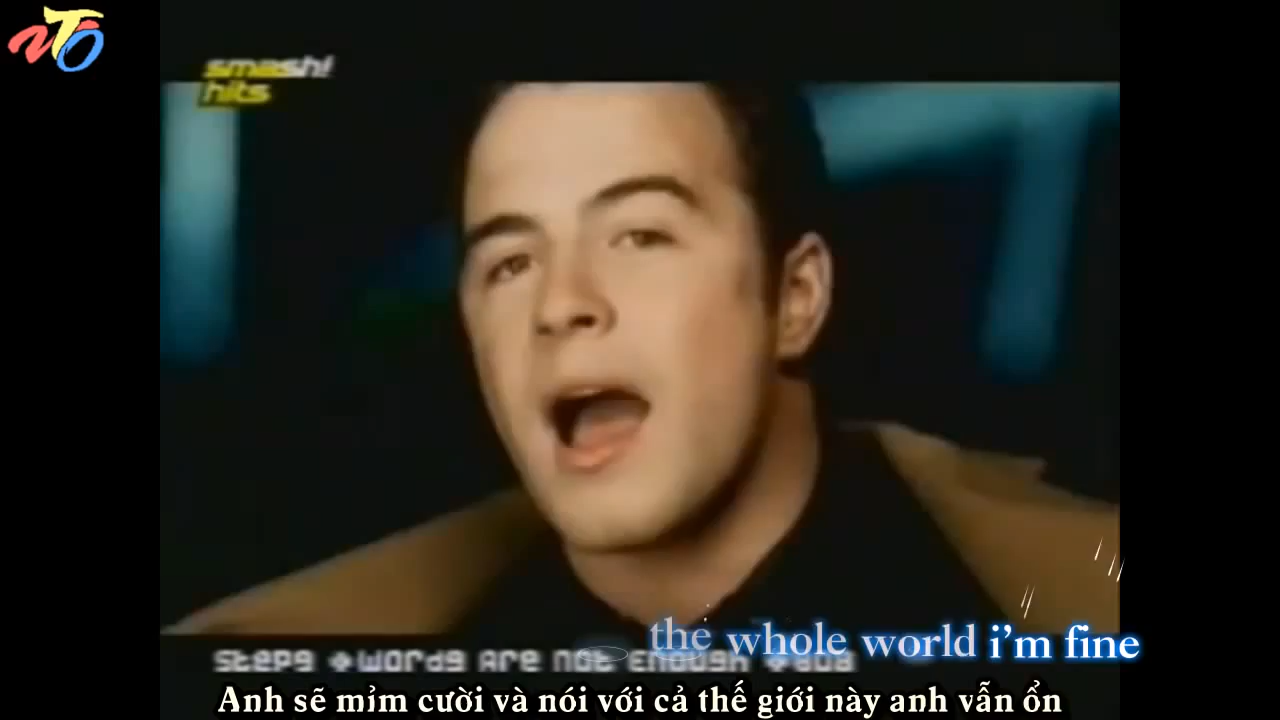 VTO
smash!
hits
the whole world i'm fine
Steps Words Are Not Enough
Anh sẽ mỉm cười và nói với cả thế giới này anh vẫn ổn